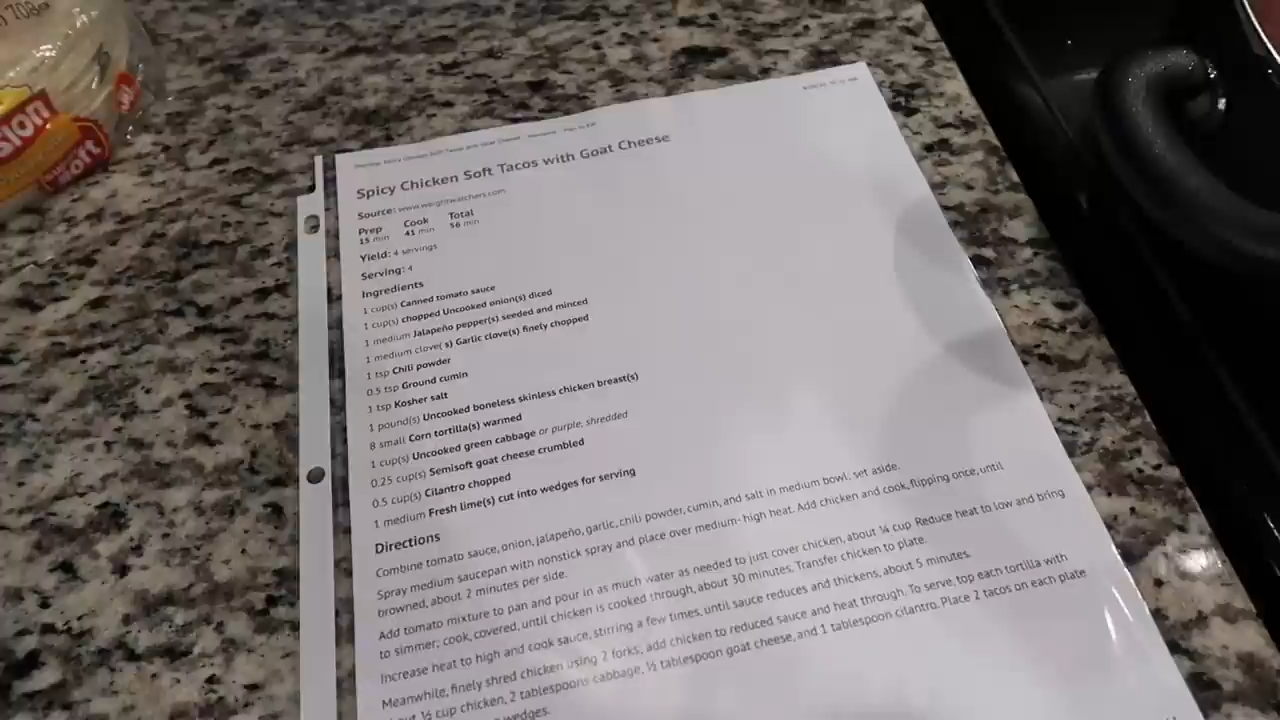 708g
sion
Soft
Spicy Chicken Soft Tacos with Goat Cheese
Source: www.weightwatchers.com
Prep Cook Total
15 min 41 min 56 min
Yield: 4 servings
Serving: 4
Ingredients
1 cup(s) Canned tomato sauce
1 cup(s) chopped Uncooked onion(s) diced
1 medium Jalapeño pepper(s) seeded and minced
1 medium clove( s) Garlic clove(s) finely chopped
1 tsp Chili powder
0.5 tsp Ground cumin
1 tsp Kosher salt
1 pound(s) Uncooked boneless skinless chicken breast(s)
8 small Corn tortilla(s) warmed
1 cup(s) Uncooked green cabbage or purple, shredded
0.25 cup(s) Semisoft goat cheese crumbled
0.5 cup(s) Cilantro chopped
1 medium Fresh lime(s) cut into wedges for serving
Directions
Combine tomato sauce, onion, jalapeño, garlic, chili powder, cumin, and salt in medium bowl; set aside.
Spray medium saucepan with nonstick spray and place over medium-high heat. Add chicken and cook, flipping once, until
browned, about 2 minutes per side.
Add tomato mixture to pan and pour in as much water as needed to just cover chicken, about ¼ cup Reduce heat to low and bring
to simmer; cook, covered, until chicken is cooked through, about 30 minutes. Transfer chicken to plate.
Increase heat to high and cook sauce, stirring a few times, until sauce reduces and thickens, about 5 minutes.
Meanwhile, finely shred chicken using 2 forks; add chicken to reduced sauce and heat through. To serve, top each tortilla with
cup chicken, 2 tablespoons cabbage, ½ tablespoon goat cheese, and 1 tablespoon cilantro. Place 2 tacos on each plate
wedges.